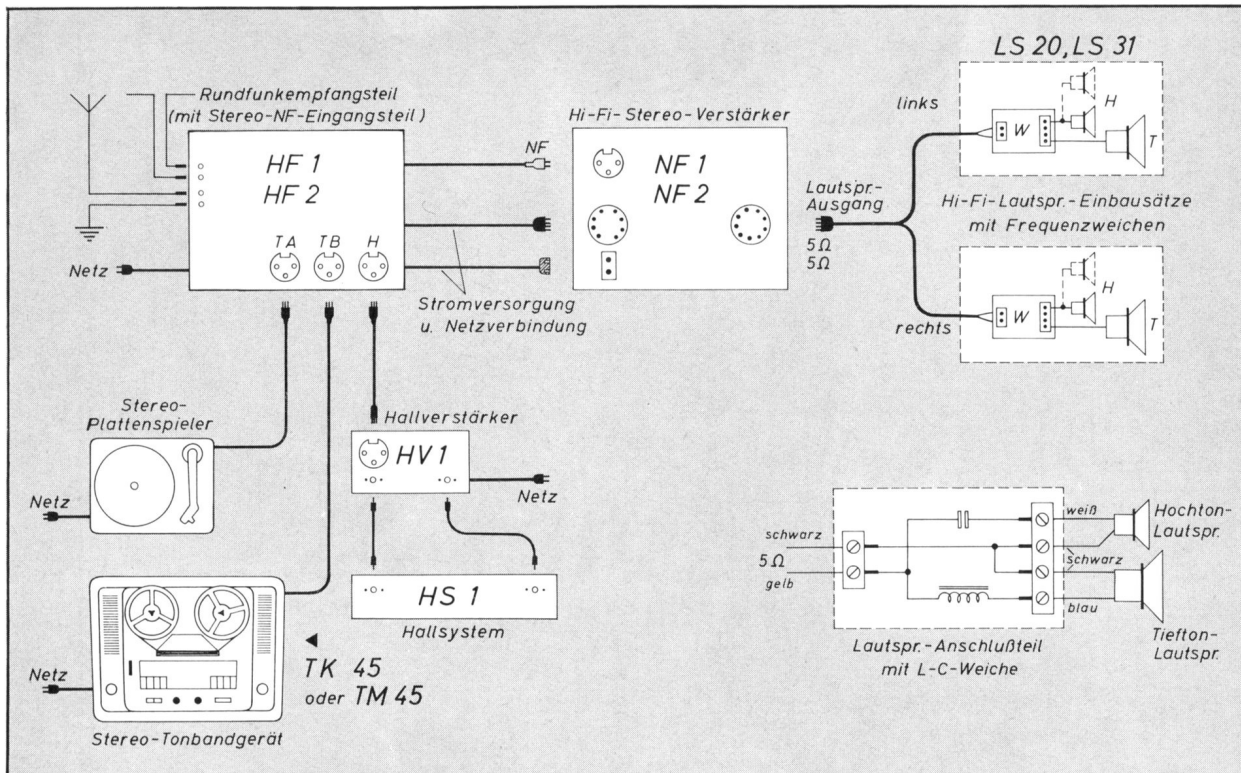 LS 20, LS 31
Rundfunkempfangsteil
(mit Stereo-NF-Eingangsteil)
HF 1
HF 2
TA TB H
Netz
NF
Stromversorgung
u. Netzverbindung
Hi-Fi-Stereo-Verstärker
NF 1
NF 2
Lautspr.-
Ausgang
5Ω
5Ω
links
W
H
T
Hi-Fi-Lautspr.-Einbausätze
mit Frequenzweichen
rechts
W
H
T
Stereo-
Plattenspieler
Netz
Hallverstärker
HV 1
Netz
HS 1
Hallsystem
Netz
TK 45
oder TM 45
Stereo-Tonbandgerät
schwarz
5Ω
gelb
weiß
schwarz
blau
Hochton-
Lautspr.
Tiefton-
Lautspr.
Lautspr.-Anschlußteil
mit L-C-Weiche